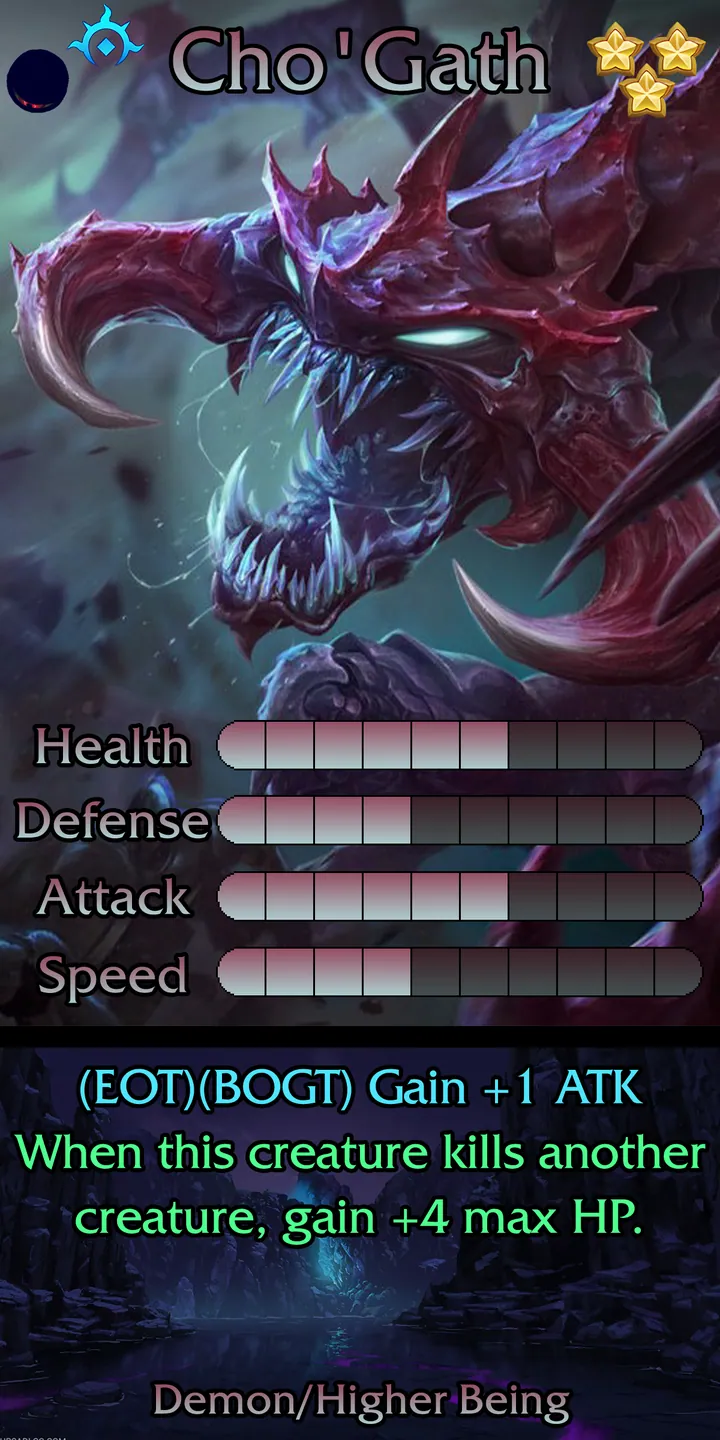 Cho'Gath
Health
Defense
Attack
Speed
(EOT)(BOGT) Gain +1 ATK
When this creature kills another
creature, gain +4 max HP.
Demon/Higher Being